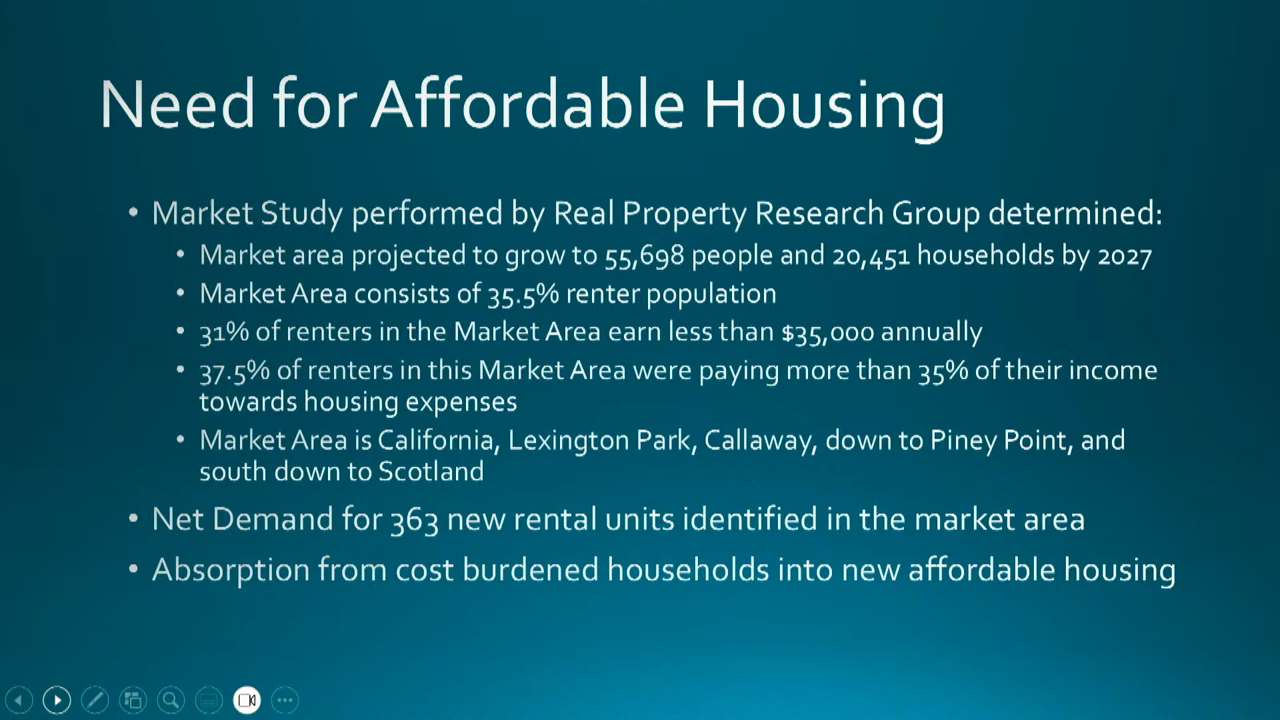 Need for Affordable Housing
• Market Study performed by Real Property Research Group determined:
• Market area projected to grow to 55,698 people and 20,451 households by 2027
• Market Area consists of 35.5% renter population
• 31% of renters in the Market Area earn less than $35,000 annually
• 37.5% of renters in this Market Area were paying more than 35% of their income
towards housing expenses
• Market Area is California, Lexington Park, Callaway, down to Piney Point, and
south down to Scotland
• Net Demand for 363 new rental units identified in the market area
• Absorption from cost burdened households into new affordable housing